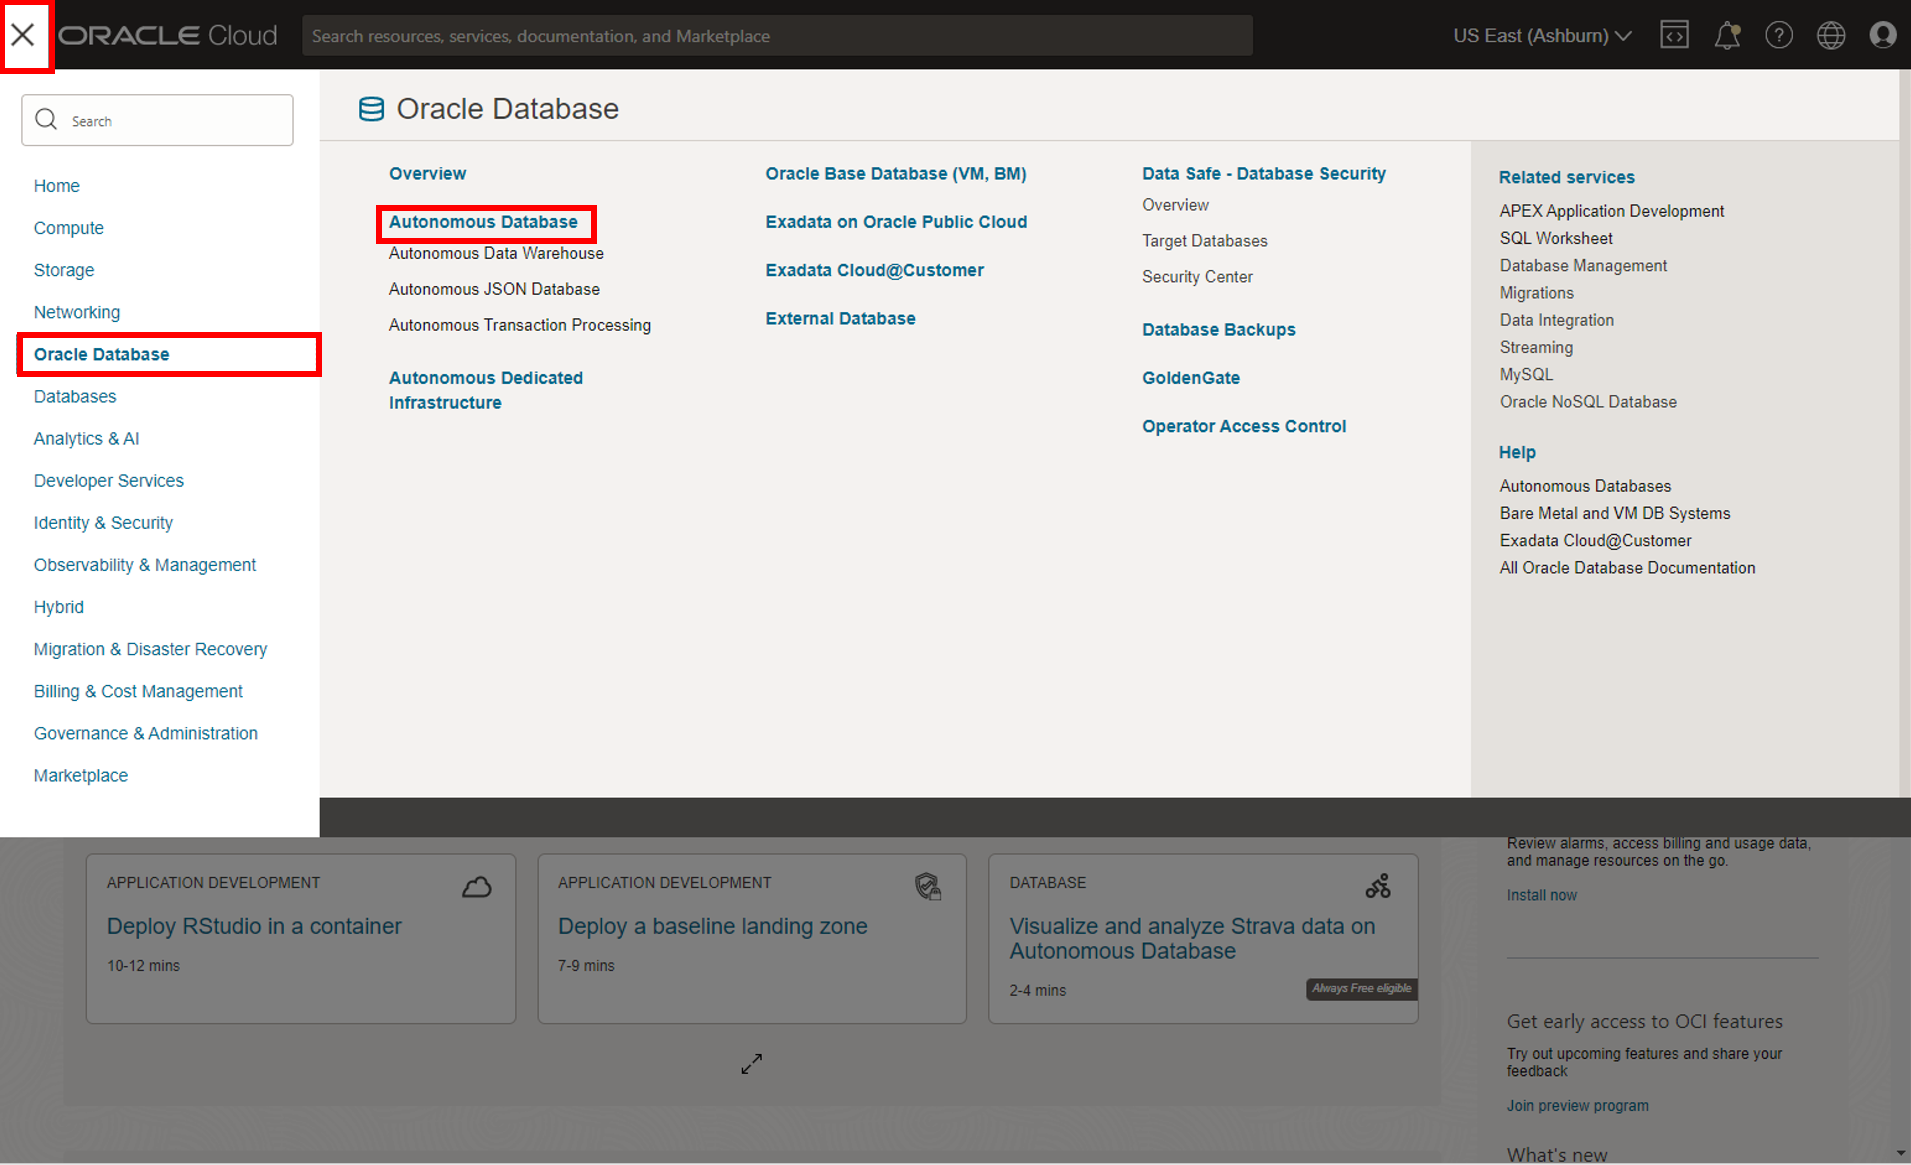 ORACLE Cloud
Search resources, services, documentation, and Marketplace
US East (Ashburn)
Search
Home
Compute
Storage
Networking
Oracle Database
Databases
Analytics & AI
Developer Services
Identity & Security
Observability & Management
Hybrid
Migration & Disaster Recovery
Billing & Cost Management
Governance & Administration
Marketplace
Oracle Database
Overview
Autonomous Database
Autonomous Data Warehouse
Autonomous JSON Database
Autonomous Transaction Processing
Autonomous Dedicated
Infrastructure
Oracle Base Database (VM, BM)
Exadata on Oracle Public Cloud
Exadata Cloud@Customer
External Database
Data Safe - Database Security
Overview
Target Databases
Security Center
Database Backups
GoldenGate
Operator Access Control
Related services
APEX Application Development
SQL Worksheet
Database Management
Migrations
Data Integration
Streaming
MySQL
Oracle NoSQL Database
Help
Autonomous Databases
Bare Metal and VM DB Systems
Exadata Cloud@Customer
All Oracle Database Documentation
APPLICATION DEVELOPMENT
Deploy RStudio in a container
10-12 mins
APPLICATION DEVELOPMENT
Deploy a baseline landing zone
7-9 mins
DATABASE
Visualize and analyze Strava data on
Autonomous Database
2-4 mins
Always Free eligible
Review alarms, access billing and usage data,
and manage resources on the go.
Install now
Get early access to OCI features
Try out upcoming features and share your
feedback
Join preview program
What's new